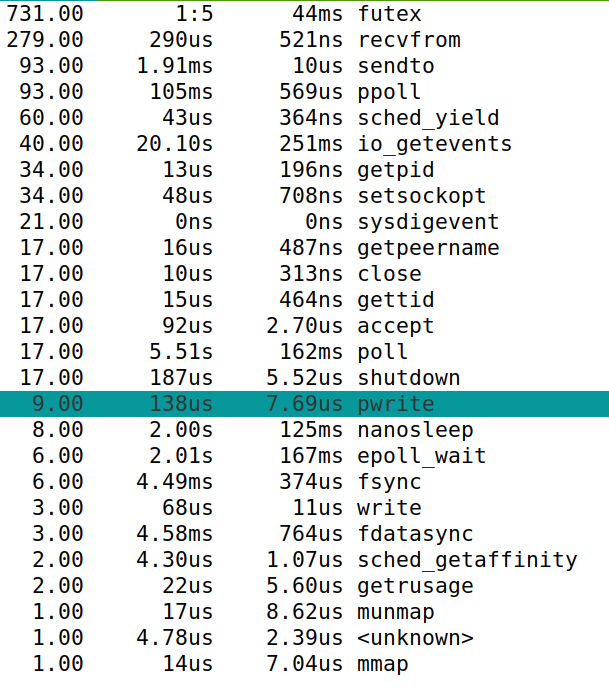 731.00 1:5 44ms futex
279.00 290us 521ns recvfrom
93.00 1.91ms 10us sendto
93.00 105ms 569us ppoll
60.00 43us 364ns sched_yield
40.00 20.10s 251ms io_getevents
34.00 13us 196ns getpid
34.00 48us 708ns setsockopt
21.00 0ns 0ns sysdigevent
17.00 16us 487ns getpeername
17.00 10us 313ns close
17.00 15us 464ns gettid
17.00 92us 2.70us accept
17.00 5.51s 162ms poll
17.00 187us 5.52us shutdown
9.00 138us 7.69us pwrite
8.00 2.00s 125ms nanosleep
6.00 2.01s 167ms epoll_wait
6.00 4.49ms 374us fsync
3.00 68us 11us write
3.00 4.58ms 764us fdatasync
2.00 4.30us 1.07us sched_getaffinity
2.00 22us 5.60us getrusage
1.00 17us 8.62us munmap
1.00 4.78us 2.39us <unknown>
1.00 14us 7.04us mmap